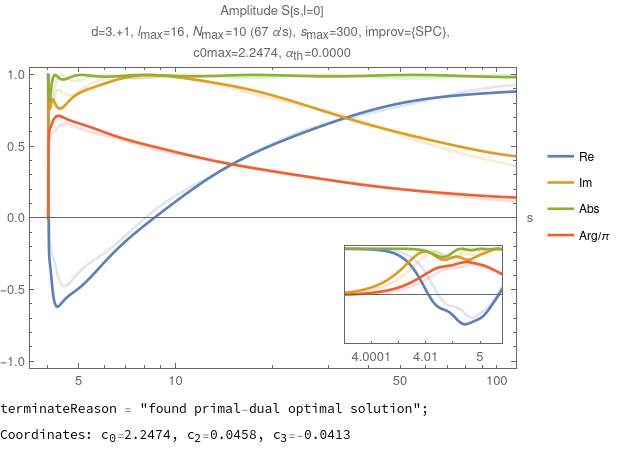 Amplitude S[s,l=0]
d=3.+1, lmax=16, Nmax=10 (67 α's), smax=300, improv={SPC},
c0max=2.2474, αth=0.0000
1.0
0.5
0.0
−0.5
−1.0
5 10 50 100
s
4.0001 4.01 5
Re
Im
Abs
Arg/π
terminateReason = "found primal-dual optimal solution";
Coordinates: c0=2.2474, c2=0.0458, c3=-0.0413